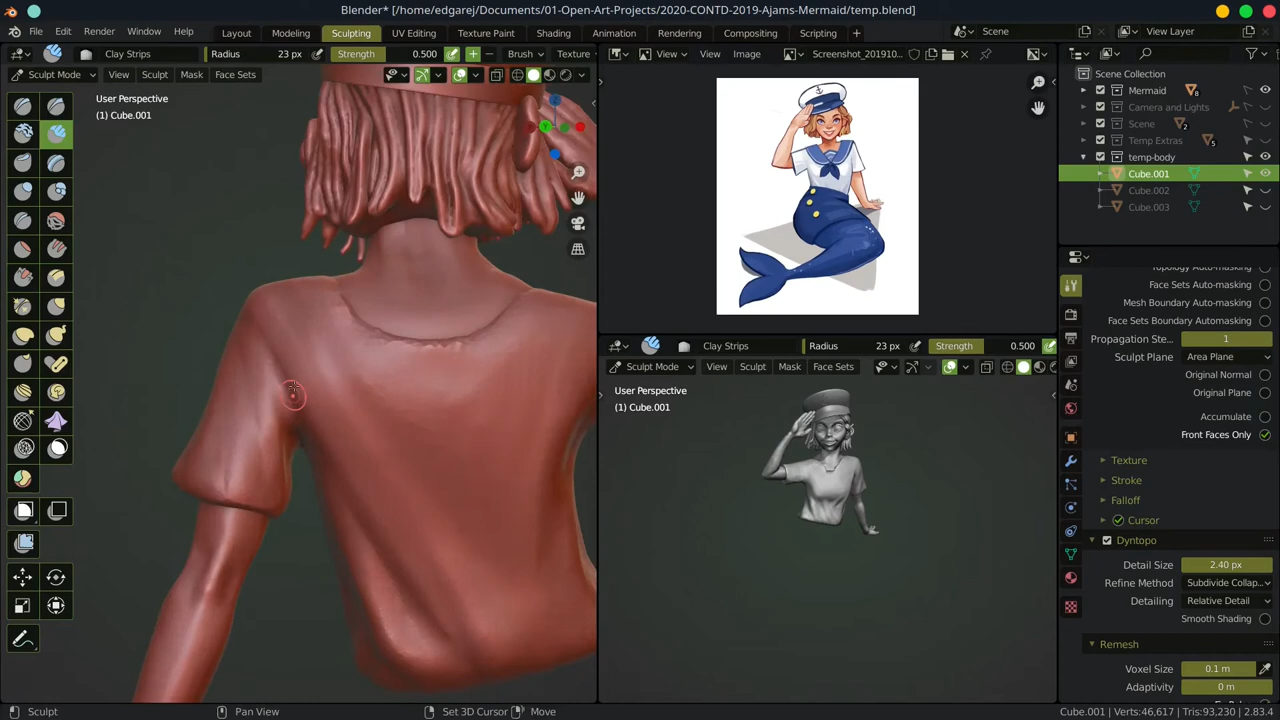 Blender* [/home/edgarej/Documents/01-Open-Art-Projects/2020-CONTD-2019-Ajams-Mermaid/temp.blend]
File Edit Render Window Help Layout Modeling Sculpting UV Editing Texture Paint Shading Animation Rendering Compositing Scripting + Scene View Layer
Clay Strips Radius 23 px Strength 0.500 Brush Texture
View View Image Screenshot_201910...
Sculpt Mode View Sculpt Mask Face Sets
User Perspective
(1) Cube.001
Scene Collection
Mermaid 8
Camera and Lights
Scene 2
Temp Extras 5
temp-body
Cube.001
Cube.002
Cube.003
Topology Auto-masking
Face Sets Auto-masking
Mesh Boundary Auto-masking
Face Sets Boundary Automasking
Propagation Ste... 1
Sculpt Plane Area Plane
Original Normal
Original Plane
Accumulate
Front Faces Only
Texture
Stroke
Falloff
Cursor
Dyntopo
Detail Size 2.40 px
Refine Method Subdivide Collap...
Detailing Relative Detail
Smooth Shading
Remesh
Voxel Size 0.1 m
Adaptivity 0 m
Clay Strips Radius 23 px Strength 0.500
Sculpt Mode View Sculpt Mask Face Sets
User Perspective
(1) Cube.001
Sculpt Pan View Set 3D Cursor Move Cube.001 | Verts:46,617 | Tris:93,230 | 2.83.4